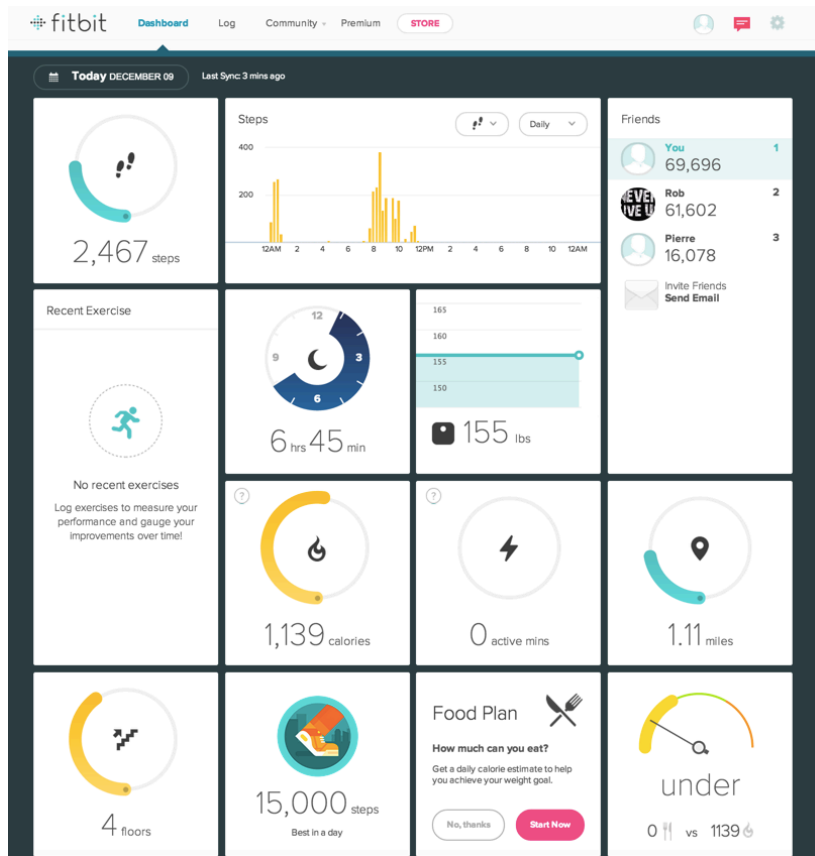 fitbit Dashboard Log Community Premium STORE
Today DECEMBER 09 Last Sync: 3 mins ago
2,467 steps
Steps
Daily
400
200
12AM 2 4 6 8 10 12PM 2 4 6 8 10 12AM
Friends
You 1
69,696
Rob 2
61,602
Pierre 3
16,078
Invite Friends
Send Email
Recent Exercise
No recent exercises
Log exercises to measure your
performance and gauge your
improvements over time!
12
9 3
6
6 hrs 45 min
165
160
155
150
155 lbs
?
1,139 calories
?
0 active mins
1.11 miles
4 floors
15,000 steps
Best in a day
Food Plan
How much can you eat?
Get a daily calorie estimate to help
you achieve your weight goal.
No, thanks Start Now
under
0 vs 1139